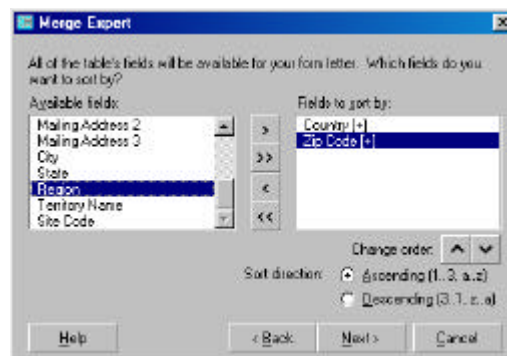 Merge Expert
All of the table's fields will be available for your form letter. Which fields do you
want to sort by?
Available fields:
Mailing Address 2
Mailing Address 3
City
State
Region
Territory Name
Site Code
>
>>
<
<<
Fields to sort by:
Country [+]
Zip Code [+]
Change order:
Sort direction:
Ascending (1..3, a..z)
Descending (3..1, z..a)
Help
< Back
Next >
Cancel